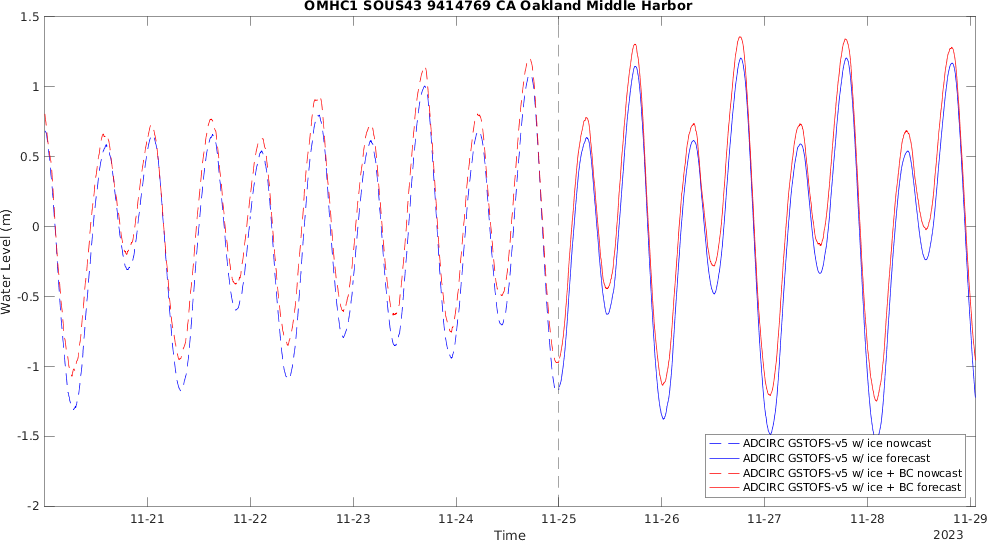 OMHC1 SOUS43 9414769 CA Oakland Middle Harbor
1.5
1
0.5
0
-0.5
-1
-1.5
-2
Water Level (m)
11-21
11-22
11-23
11-24
11-25
11-26
11-27
11-28
11-29
Time
2023
ADCIRC GSTOFS-v5 w/ ice nowcast
ADCIRC GSTOFS-v5 w/ ice forecast
ADCIRC GSTOFS-v5 w/ ice + BC nowcast
ADCIRC GSTOFS-v5 w/ ice + BC forecast